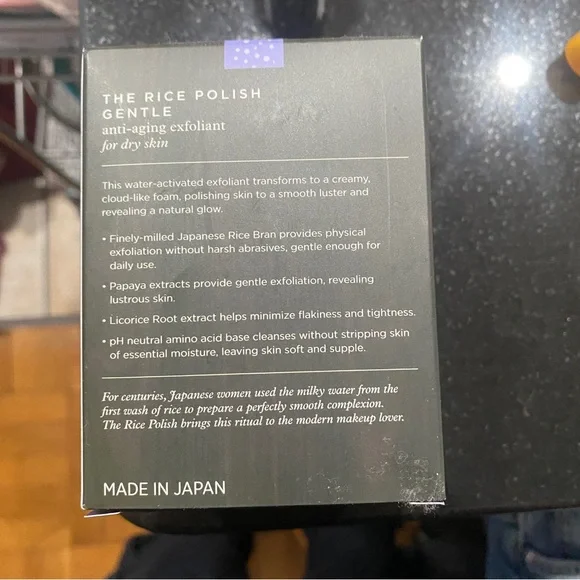 THE RICE POLISH
GENTLE
anti-aging exfoliant
for dry skin
This water-activated exfoliant transforms to a creamy,
cloud-like foam, polishing skin to a smooth luster and
revealing a natural glow.
• Finely-milled Japanese Rice Bran provides physical
exfoliation without harsh abrasives, gentle enough for
daily use.
• Papaya extracts provide gentle exfoliation, revealing
lustrous skin.
• Licorice Root extract helps minimize flakiness and tightness.
• pH neutral amino acid base cleanses without stripping skin
of essential moisture, leaving skin soft and supple.
For centuries, Japanese women used the milky water from the
first wash of rice to prepare a perfectly smooth complexion.
The Rice Polish brings this ritual to the modern makeup lover.
MADE IN JAPAN